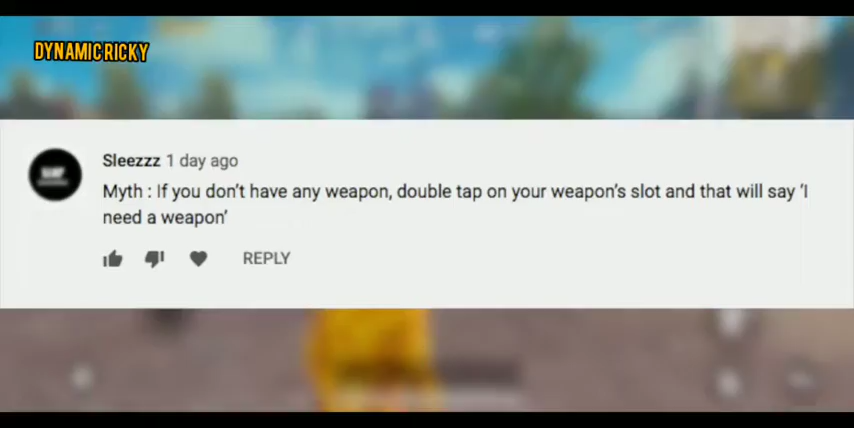 DYNAMICRICKY
Sleezzz 1 day ago
Myth : If you don't have any weapon, double tap on your weapon's slot and that will say 'I
need a weapon'
REPLY